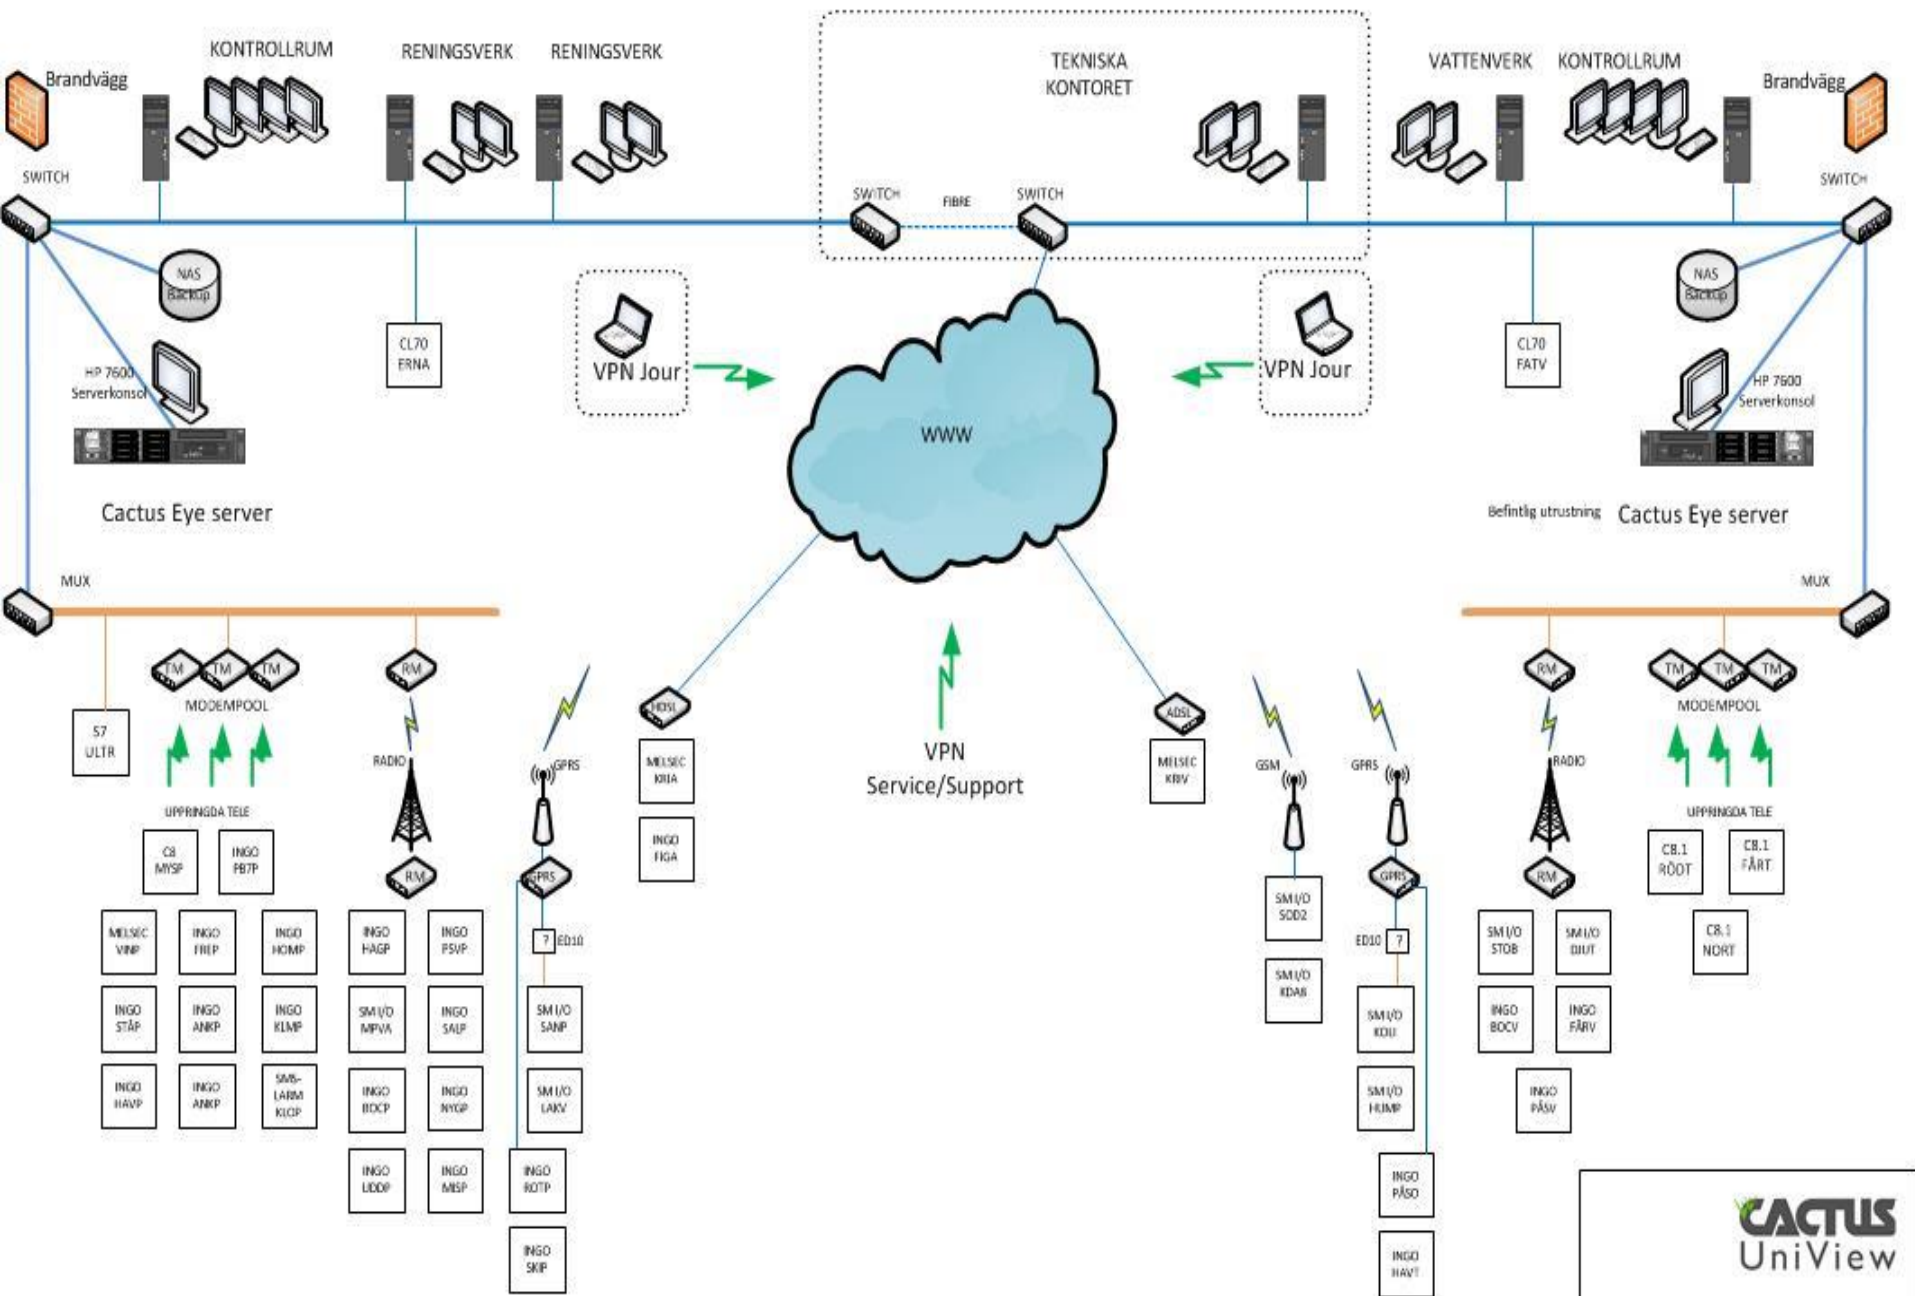 KONTROLLRUM
RENINGSVERK
RENINGSVERK
TEKNISKA
KONTORET
VATTENVERK
KONTROLLRUM
Brandvägg
Brandvägg
SWITCH
SWITCH
FIBRE
SWITCH
SWITCH
NAS
Backup
NAS
Backup
CL70
ERNA
VPN Jour
VPN Jour
CL70
FATV
HP 7600
Serverkonsol
HP 7600
Serverkonsol
WWW
Cactus Eye server
Befintlig utrustning
Cactus Eye server
MUX
MUX
TM
TM
TM
RM
RM
TM
TM
TM
MODEMPOOL
MODEMPOOL
HDSL
ADSL
S7
ULTR
RADIO
GPRS
MELSEC
KRIA
VPN
Service/Support
MELSEC
KRIV
GSM
GPRS
RADIO
UPPRINGDA TELE
UPPRINGDA TELE
C8
MYSP
INGO
PB7P
INGO
FIGA
C8.1
RÖDT
C8.1
FÅRT
RM
GPRS
GPRS
RM
MELSEC
VINP
INGO
FREP
INGO
HOMP
INGO
HAGP
INGO
PSVP
? ED10
SM I/O
SOD2
ED10 ?
SM I/O
STOB
SM I/O
DJUT
C8.1
NORT
INGO
STÅP
INGO
ANKP
INGO
KLMP
SM I/O
MPVA
INGO
SALP
SM I/O
SANP
SM I/O
KDAB
SM I/O
INGO
BOCV
INGO
FÅRV
INGO
HAVP
INGO
ANKP
LARM
KLOP
INGO
BOCP
INGO
NYGP
SM I/O
LAKV
SM I/O
HUMP
INGO
PÅSV
INGO
UDDP
INGO
MISP
INGO
ROTP
INGO
PÅSO
INGO
SKIP
INGO
HAVT
CACTUS
UniView